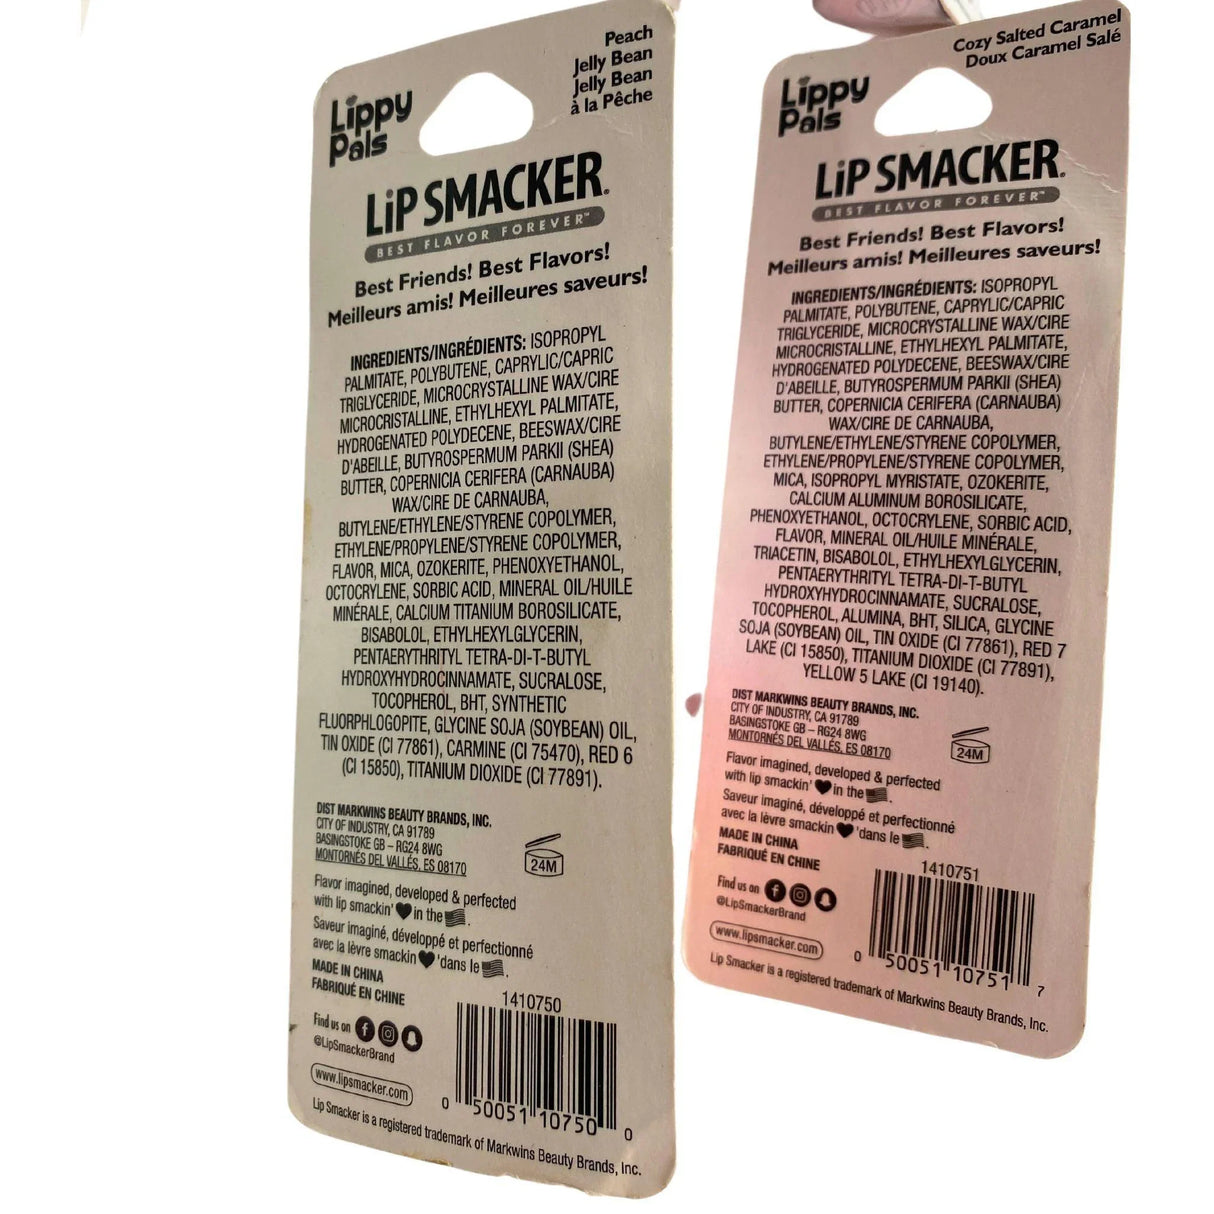 Lippy
Pals
Peach
Jelly Bean
Jelly Bean
à la Pêche
LiP SMACKER®
BEST FLAVOR FOREVER™
Best Friends! Best Flavors!
Meilleurs amis! Meilleures saveurs!
INGREDIENTS/INGRÉDIENTS: ISOPROPYL
PALMITATE, POLYBUTENE, CAPRYLIC/CAPRIC
TRIGLYCERIDE, MICROCRYSTALLINE WAX/CIRE
MICROCRISTALLINE, ETHYLHEXYL PALMITATE,
HYDROGENATED POLYDECENE, BEESWAX/CIRE
D'ABEILLE, BUTYROSPERMUM PARKII (SHEA)
BUTTER, COPERNICIA CERIFERA (CARNAUBA)
WAX/CIRE DE CARNAUBA,
BUTYLENE/ETHYLENE/STYRENE COPOLYMER,
ETHYLENE/PROPYLENE/STYRENE COPOLYMER,
FLAVOR, MICA, OZOKERITE, PHENOXYETHANOL,
OCTOCRYLENE, SORBIC ACID, MINERAL OIL/HUILE
MINÉRALE, CALCIUM TITANIUM BOROSILICATE,
BISABOLOL, ETHYLHEXYLGLYCERIN,
PENTAERYTHRITYL TETRA-DI-T-BUTYL
HYDROXYHYDROCINNAMATE, SUCRALOSE,
TOCOPHEROL, BHT, SYNTHETIC
FLUORPHLOGOPITE, GLYCINE SOJA (SOYBEAN) OIL,
TIN OXIDE (CI 77861), CARMINE (CI 75470), RED 6
(CI 15850), TITANIUM DIOXIDE (CI 77891).
DIST MARKWINS BEAUTY BRANDS, INC.
CITY OF INDUSTRY, CA 91789
BASINGSTOKE GB – RG24 8WG
MONTORNÉS DEL VALLÉS, ES 08170
24M
Flavor imagined, developed & perfected
with lip smackin' ♥ in the
Saveur imaginé, développé et perfectionné
avec la lèvre smackin ♥ 'dans le
MADE IN CHINA
FABRIQUÉ EN CHINE
Find us on
@LipSmackerBrand
www.lipsmacker.com
1410750
0 50051 10750 0
Lip Smacker is a registered trademark of Markwins Beauty Brands, Inc.
Lippy
Pals
Cozy Salted Caramel
Doux Caramel Salé
LiP SMACKER®
BEST FLAVOR FOREVER™
Best Friends! Best Flavors!
Meilleurs amis! Meilleures saveurs!
INGREDIENTS/INGRÉDIENTS: ISOPROPYL
PALMITATE, POLYBUTENE, CAPRYLIC/CAPRIC
TRIGLYCERIDE, MICROCRYSTALLINE WAX/CIRE
MICROCRISTALLINE, ETHYLHEXYL PALMITATE,
HYDROGENATED POLYDECENE, BEESWAX/CIRE
D'ABEILLE, BUTYROSPERMUM PARKII (SHEA)
BUTTER, COPERNICIA CERIFERA (CARNAUBA)
WAX/CIRE DE CARNAUBA,
BUTYLENE/ETHYLENE/STYRENE COPOLYMER,
ETHYLENE/PROPYLENE/STYRENE COPOLYMER,
MICA, ISOPROPYL MYRISTATE, OZOKERITE,
CALCIUM ALUMINUM BOROSILICATE,
PHENOXYETHANOL, OCTOCRYLENE, SORBIC ACID,
FLAVOR, MINERAL OIL/HUILE MINÉRALE,
TRIACETIN, BISABOLOL, ETHYLHEXYLGLYCERIN,
PENTAERYTHRITYL TETRA-DI-T-BUTYL
HYDROXYHYDROCINNAMATE, SUCRALOSE,
TOCOPHEROL, ALUMINA, BHT, SILICA, GLYCINE
SOJA (SOYBEAN) OIL, TIN OXIDE (CI 77861), RED 7
LAKE (CI 15850), TITANIUM DIOXIDE (CI 77891),
YELLOW 5 LAKE (CI 19140).
DIST MARKWINS BEAUTY BRANDS, INC.
CITY OF INDUSTRY, CA 91789
BASINGSTOKE GB – RG24 8WG
MONTORNÉS DEL VALLÉS, ES 08170
24M
Flavor imagined, developed & perfected
with lip smackin' ♥ in the
Saveur imaginé, développé et perfectionné
avec la lèvre smackin ♥ 'dans le
MADE IN CHINA
FABRIQUÉ EN CHINE
Find us on
@LipSmackerBrand
www.lipsmacker.com
1410751
0 50051 10751 7
Lip Smacker is a registered trademark of Markwins Beauty Brands, Inc.